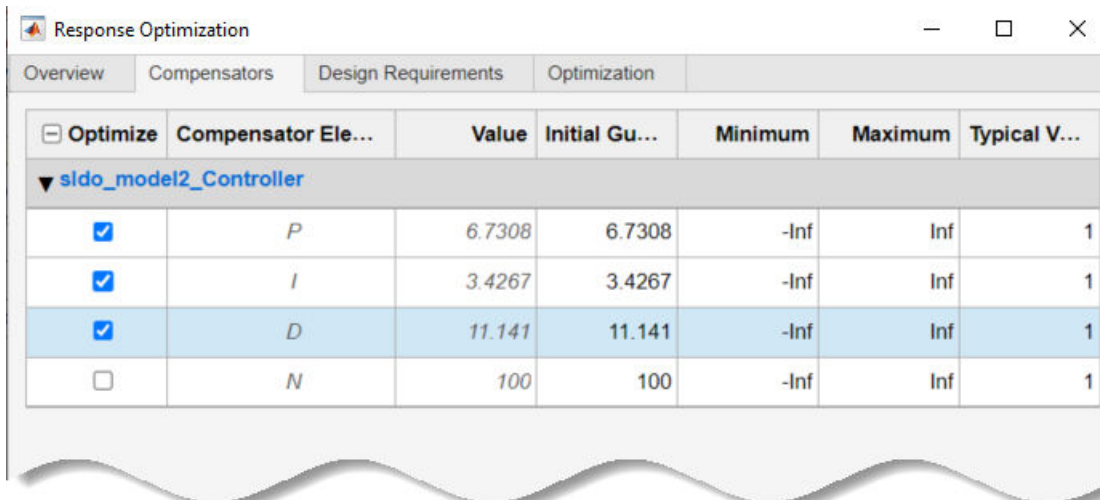 Response Optimization
Overview Compensators Design Requirements Optimization
Optimize Compensator Ele... Value Initial Gu... Minimum Maximum Typical V...
sldo_model2_Controller
P 6.7308 6.7308 -Inf Inf 1
I 3.4267 3.4267 -Inf Inf 1
D 11.141 11.141 -Inf Inf 1
N 100 100 -Inf Inf 1